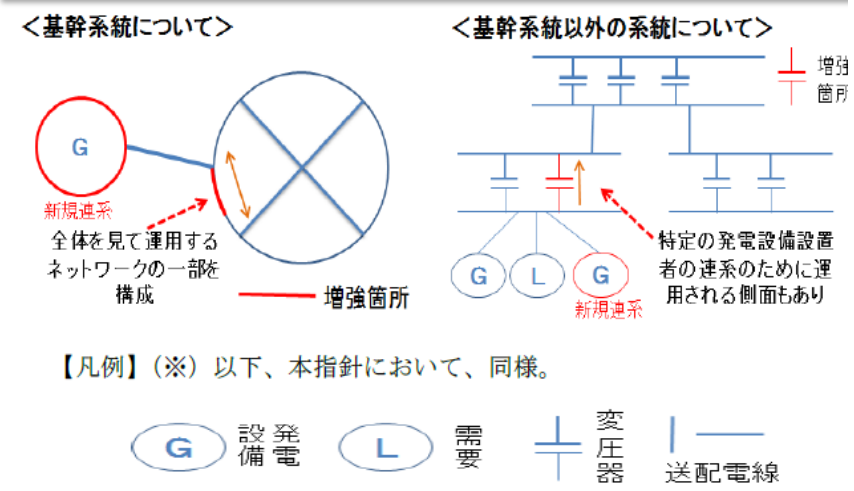 ＜基幹系統について＞
G
新規連系
全体を見て運用する
ネットワークの一部を
構成
増強箇所
＜基幹系統以外の系統について＞
増強
箇所
G
L
G
新規連系
特定の発電設備設置
者の連系のために運
用される側面もあり
【凡例】（※）以下、本指針において、同様。
G
発電
設備
L
需要
変圧器
送配電線